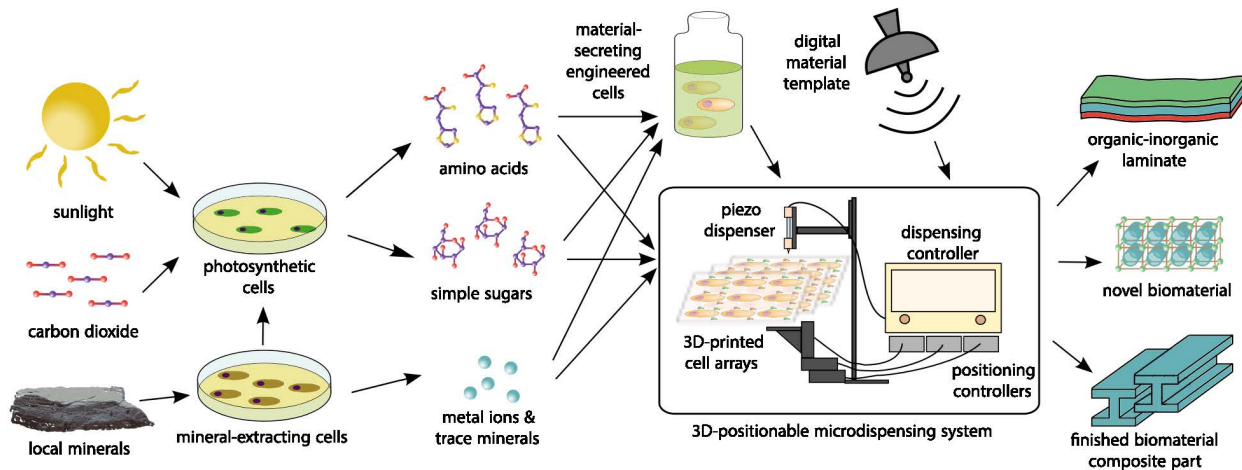 sunlight
carbon dioxide
local minerals
photosynthetic
cells
mineral-extracting cells
amino acids
simple sugars
metal ions &
trace minerals
material-
secreting
engineered
cells
digital
material
template
piezo
dispenser
dispensing
controller
3D-printed
cell arrays
positioning
controllers
3D-positionable microdispensing system
organic-inorganic
laminate
novel biomaterial
finished biomaterial
composite part